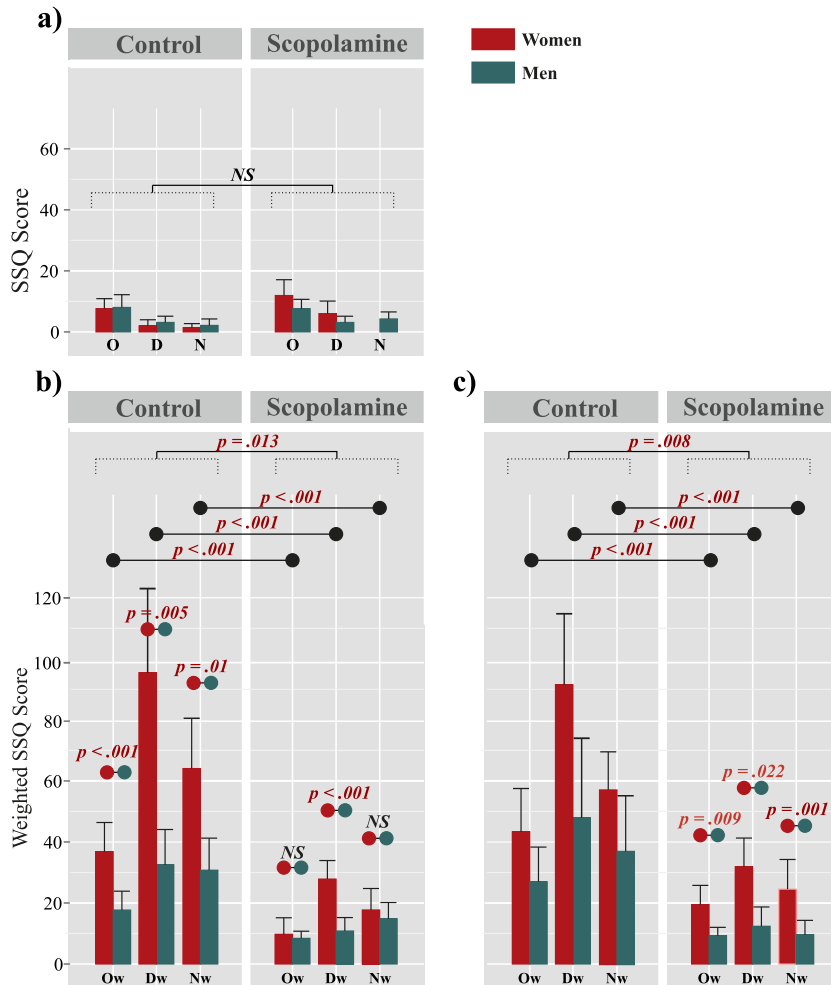 a)
Control Scopolamine
Women
Men
SSQ Score
60
40
20
0
NS
O D N O D N
b)
Control Scopolamine
Weighted SSQ Score
120
100
80
60
40
20
0
p = .013
p < .001
p < .001
p < .001
p = .005
p = .01
p < .001
p < .001
NS
NS
Ow Dw Nw Ow Dw Nw
c)
Control Scopolamine
p = .008
p < .001
p < .001
p < .001
p = .022
p = .009
p = .001
Ow Dw Nw Ow Dw Nw